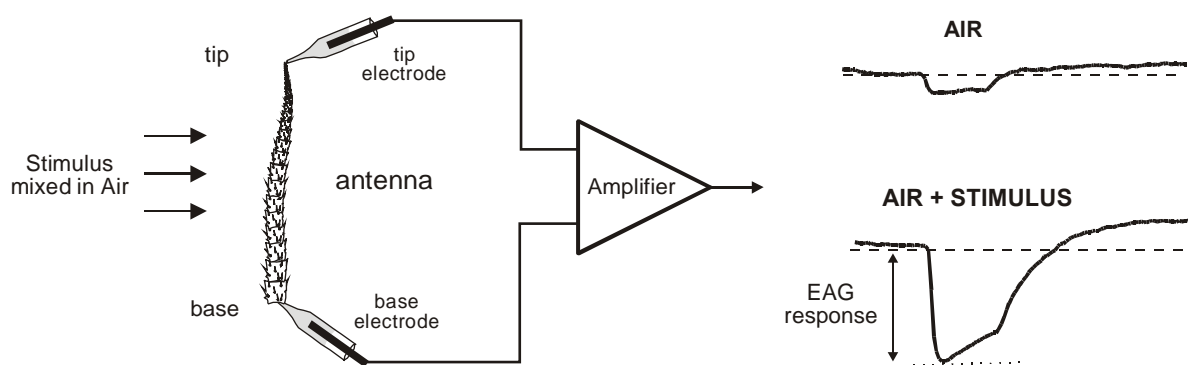 tip
tip
electrode
Stimulus
mixed in Air
antenna
Amplifier
base
base
electrode
AIR
AIR + STIMULUS
EAG
response